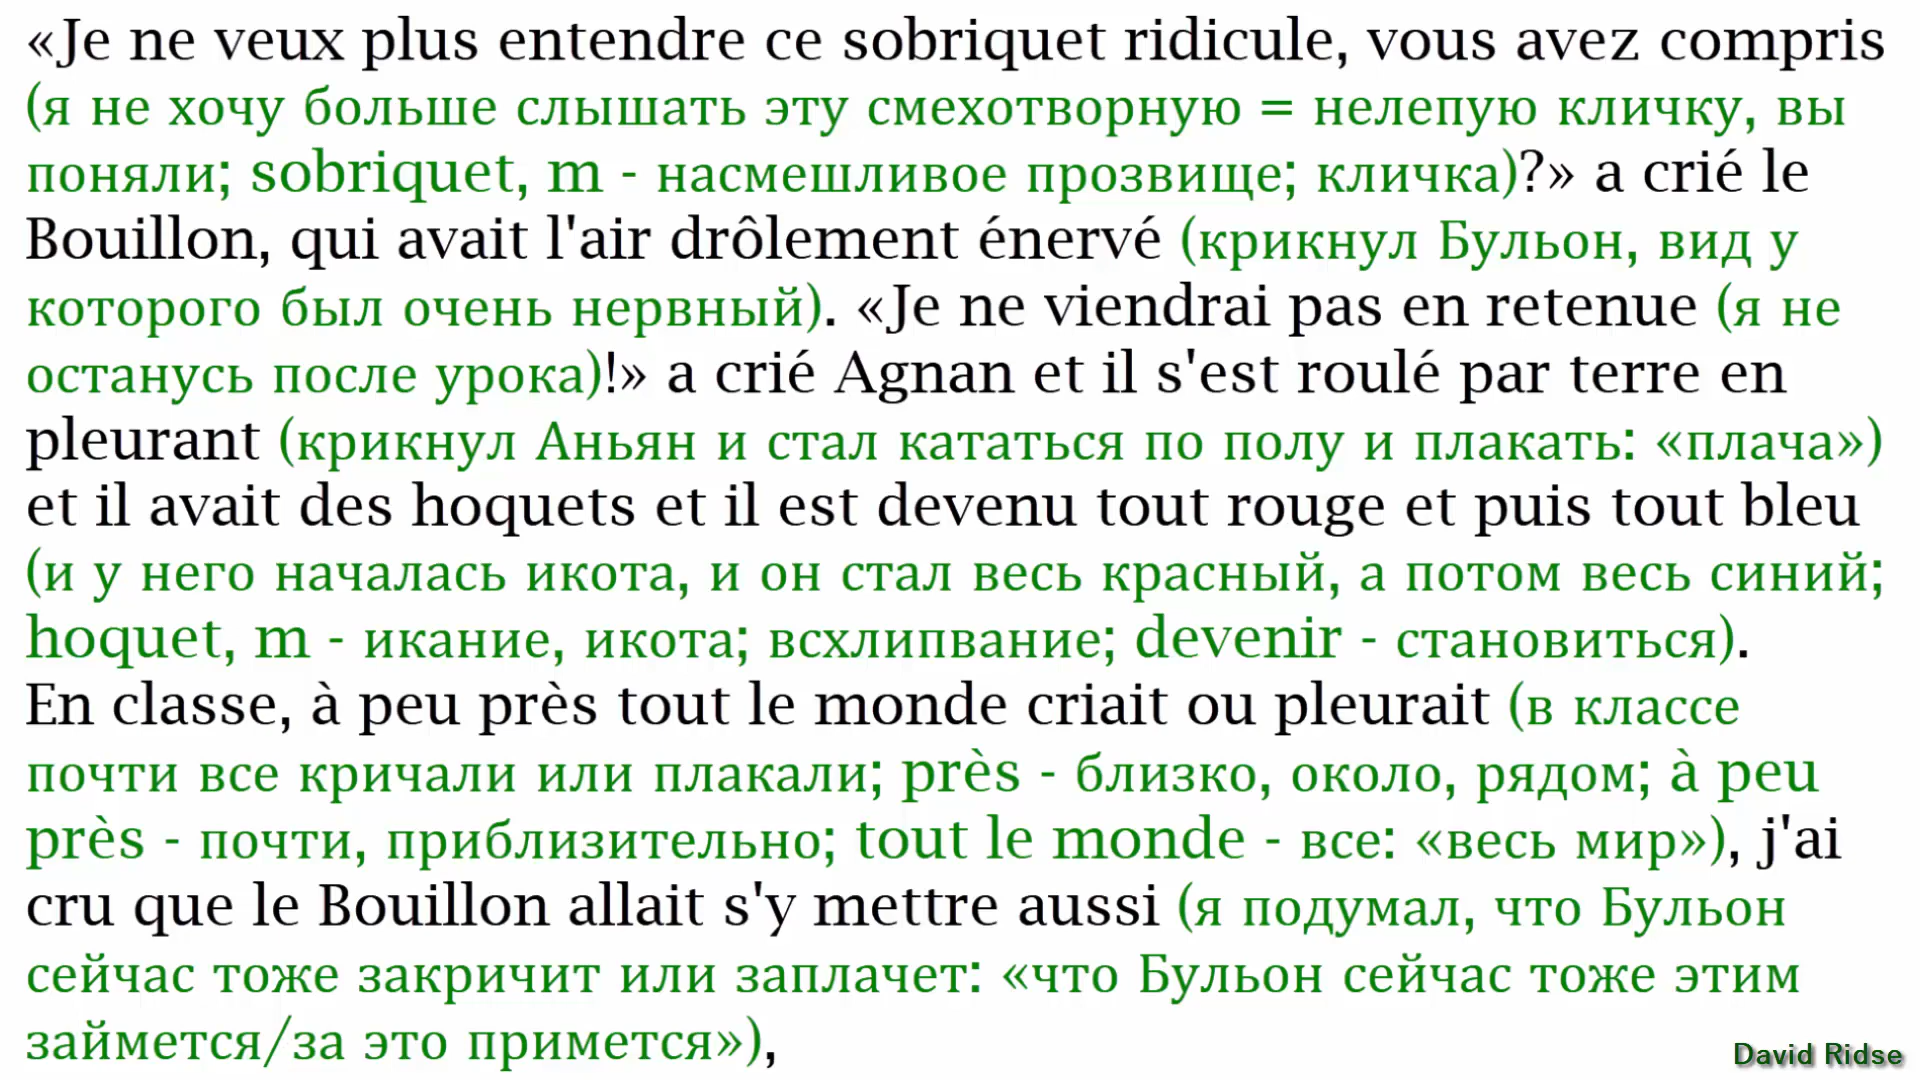 «Je ne veux plus entendre ce sobriquet ridicule, vous avez compris
(я не хочу больше слышать эту смехотворную = нелепую кличку, вы
поняли; sobriquet, m - насмешливое прозвище; кличка)?» a crié le
Bouillon, qui avait l'air drôlement énervé (крикнул Бульон, вид у
которого был очень нервный). «Je ne viendrai pas en retenue (я не
останусь после урока)!» a crié Agnan et il s'est roulé par terre en
pleurant (крикнул Аньян и стал кататься по полу и плакать: «плача»)
et il avait des hoquets et il est devenu tout rouge et puis tout bleu
(и у него началась икота, и он стал весь красный, а потом весь синий;
hoquet, m - икание, икота; всхлипвание; devenir - становиться).
En classe, à peu près tout le monde criait ou pleurait (в классе
почти все кричали или плакали; près - близко, около, рядом; à peu
près - почти, приблизительно; tout le monde - все: «весь мир»), j'ai
cru que le Bouillon allait s'y mettre aussi (я подумал, что Бульон
сейчас тоже закричит или заплачет: «что Бульон сейчас тоже этим
займется/за это примется»),
David Ridse